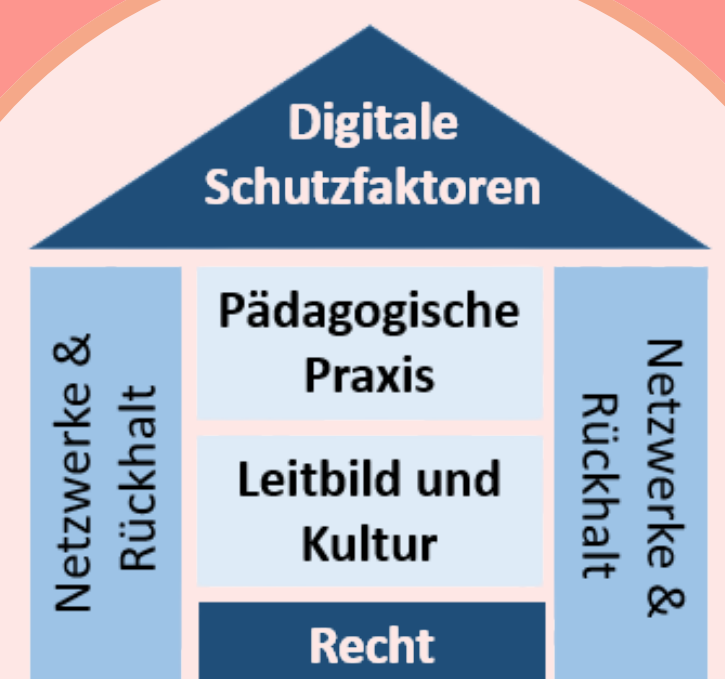 Digitale
Schutzfaktoren
Netzwerke &
Rückhalt
Pädagogische
Praxis
Leitbild und
Kultur
Recht
Netzwerke &
Rückhalt